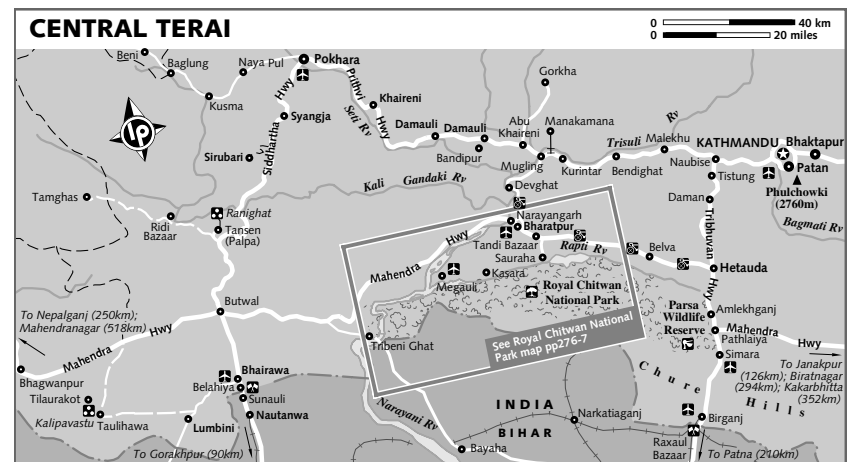 CENTRAL TERAI
0 40 km
0 20 miles
Beni
Baglung
Naya Pul
Pokhara
Kusma
Hwy
Siddhartha
Syangja
Sirubari
Prithvi
Hwy
Seti Rv
Khaireni
Damauli
Damauli
Bandipur
Gorkha
Abu
Khaireni
Manakamana
Mugling
Kurintar
Trisuli
Rv
Bendighat
Malekhu
Naubise
KATHMANDU
Bhaktapur
Patan
Phulchowki
(2760m)
Bagmati Rv
Tistung
Daman
Tribhuvan
Hwy
Kali Gandaki Rv
Devghat
Tamghas
Ridi
Bazaar
Ranighat
Tansen
(Palpa)
Narayangarh
Bharatpur
Tandi Bazaar
Sauraha
Rapti Rv
Belva
Hetauda
Mahendra Hwy
Megauli
Kasara
Royal Chitwan
National Park
See Royal Chitwan National
Park map pp276-7
Tribeni Ghat
Parsa
Wildlife
Reserve
Amlekhganj
Mahendra
Hwy
Pathlaiya
Simara
To Janakpur
(126km); Biratnagar
(294km); Kakarbhitta
(352km)
Chure
Hills
To Nepalganj (250km);
Mahendranagar (518km)
Butwal
Mahendra Hwy
Bhagwanpur
Tilaurakot
Kalipavastu
Taulihawa
Lumbini
Bhairawa
Belahiya
Sunauli
Nautanwa
To Gorakhpur (90km)
Narayani Rv
INDIA
BIHAR
Narkatiaganj
Bayaha
Birganj
Raxaul
Bazaar
To Patna (210km)
lp